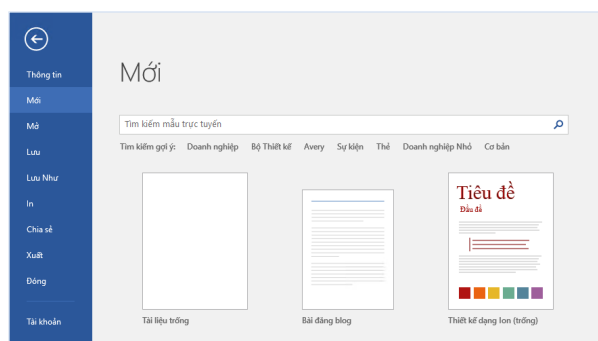 Thông tin
Mới
Mở
Lưu
Lưu Như
In
Chia sẻ
Xuất
Đóng
Tài khoản
Mới
Tìm kiếm mẫu trực tuyến
Tìm kiếm gợi ý: Doanh nghiệp Bộ Thiết kế Avery Sự kiện Thẻ Doanh nghiệp Nhỏ Cơ bản
Tiêu đề
Đầu đề
Tài liệu trống Bài đăng blog Thiết kế dạng Ion (trống)